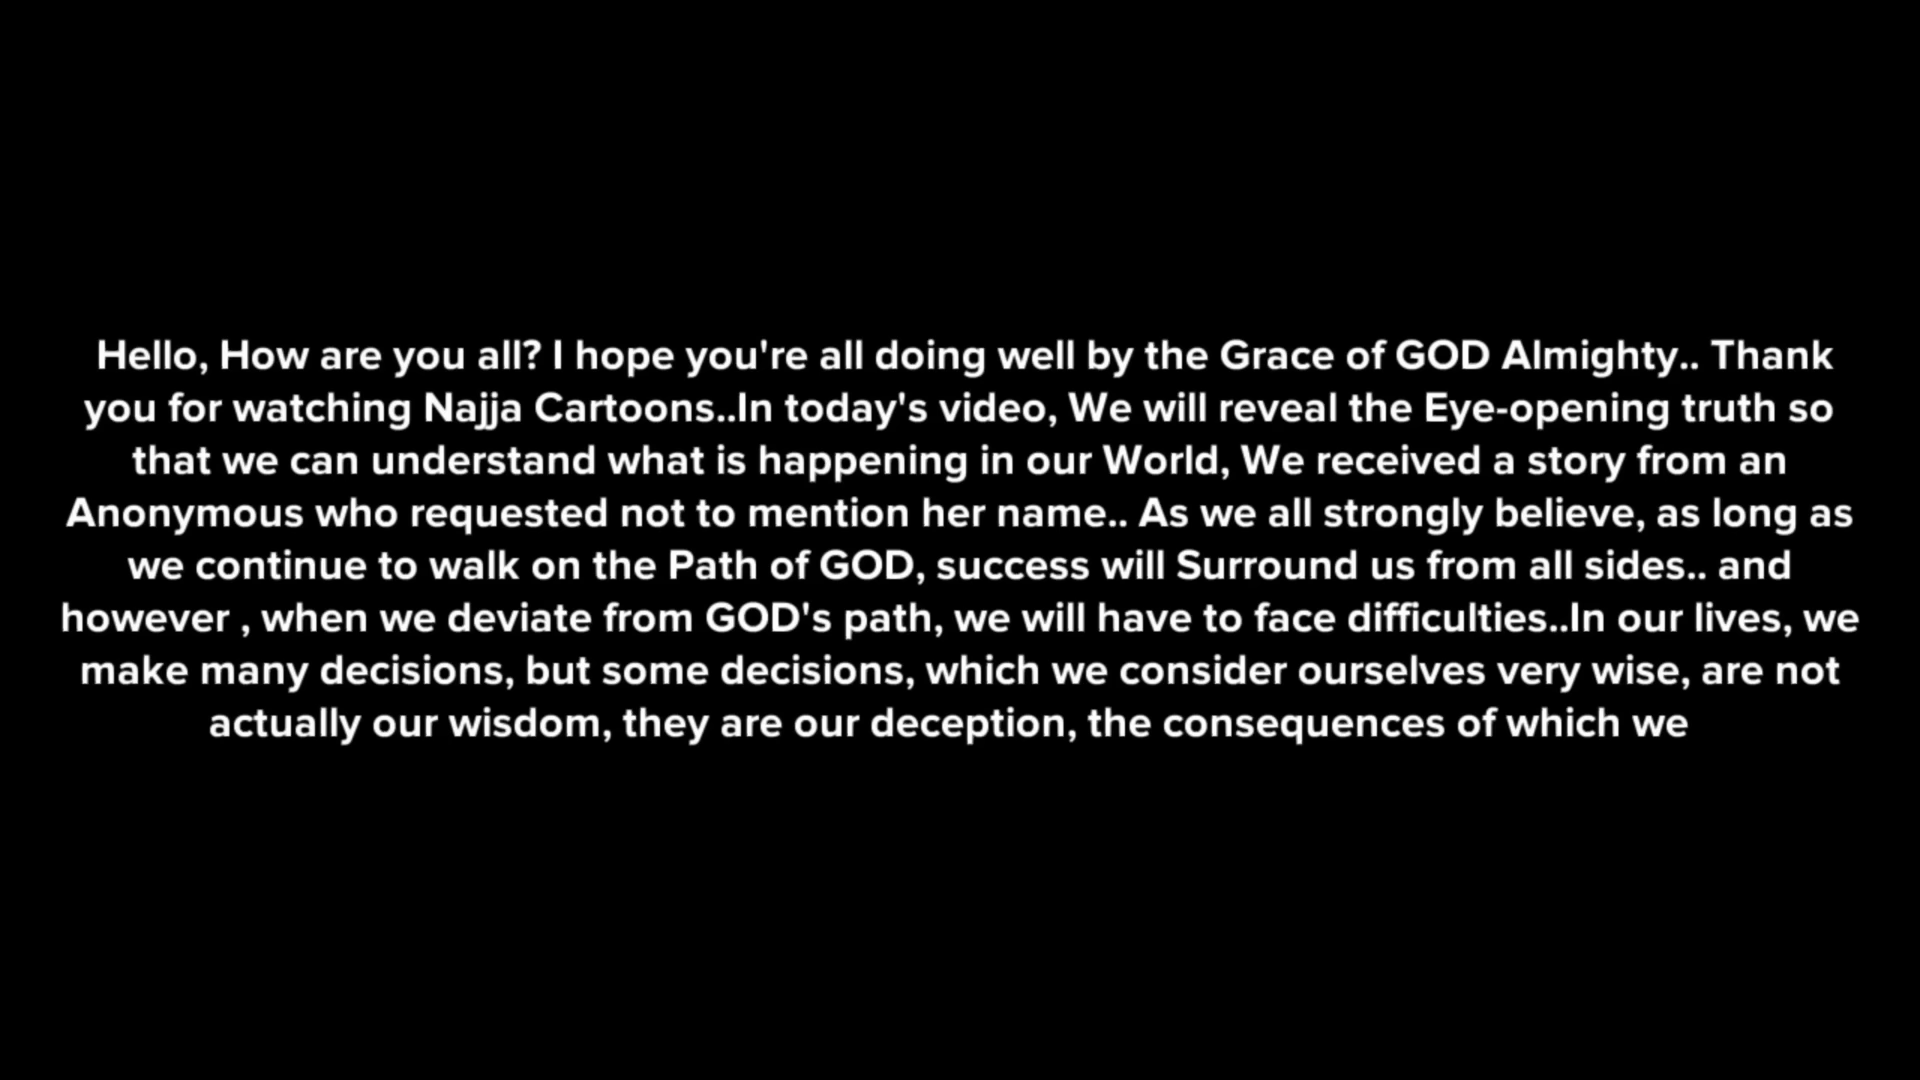 Hello, How are you all? I hope you're all doing well by the Grace of GOD Almighty.. Thank
you for watching Najja Cartoons..In today's video, We will reveal the Eye-opening truth so
that we can understand what is happening in our World, We received a story from an
Anonymous who requested not to mention her name.. As we all strongly believe, as long as
we continue to walk on the Path of GOD, success will Surround us from all sides.. and
however , when we deviate from GOD's path, we will have to face difficulties..In our lives, we
make many decisions, but some decisions, which we consider ourselves very wise, are not
actually our wisdom, they are our deception, the consequences of which we